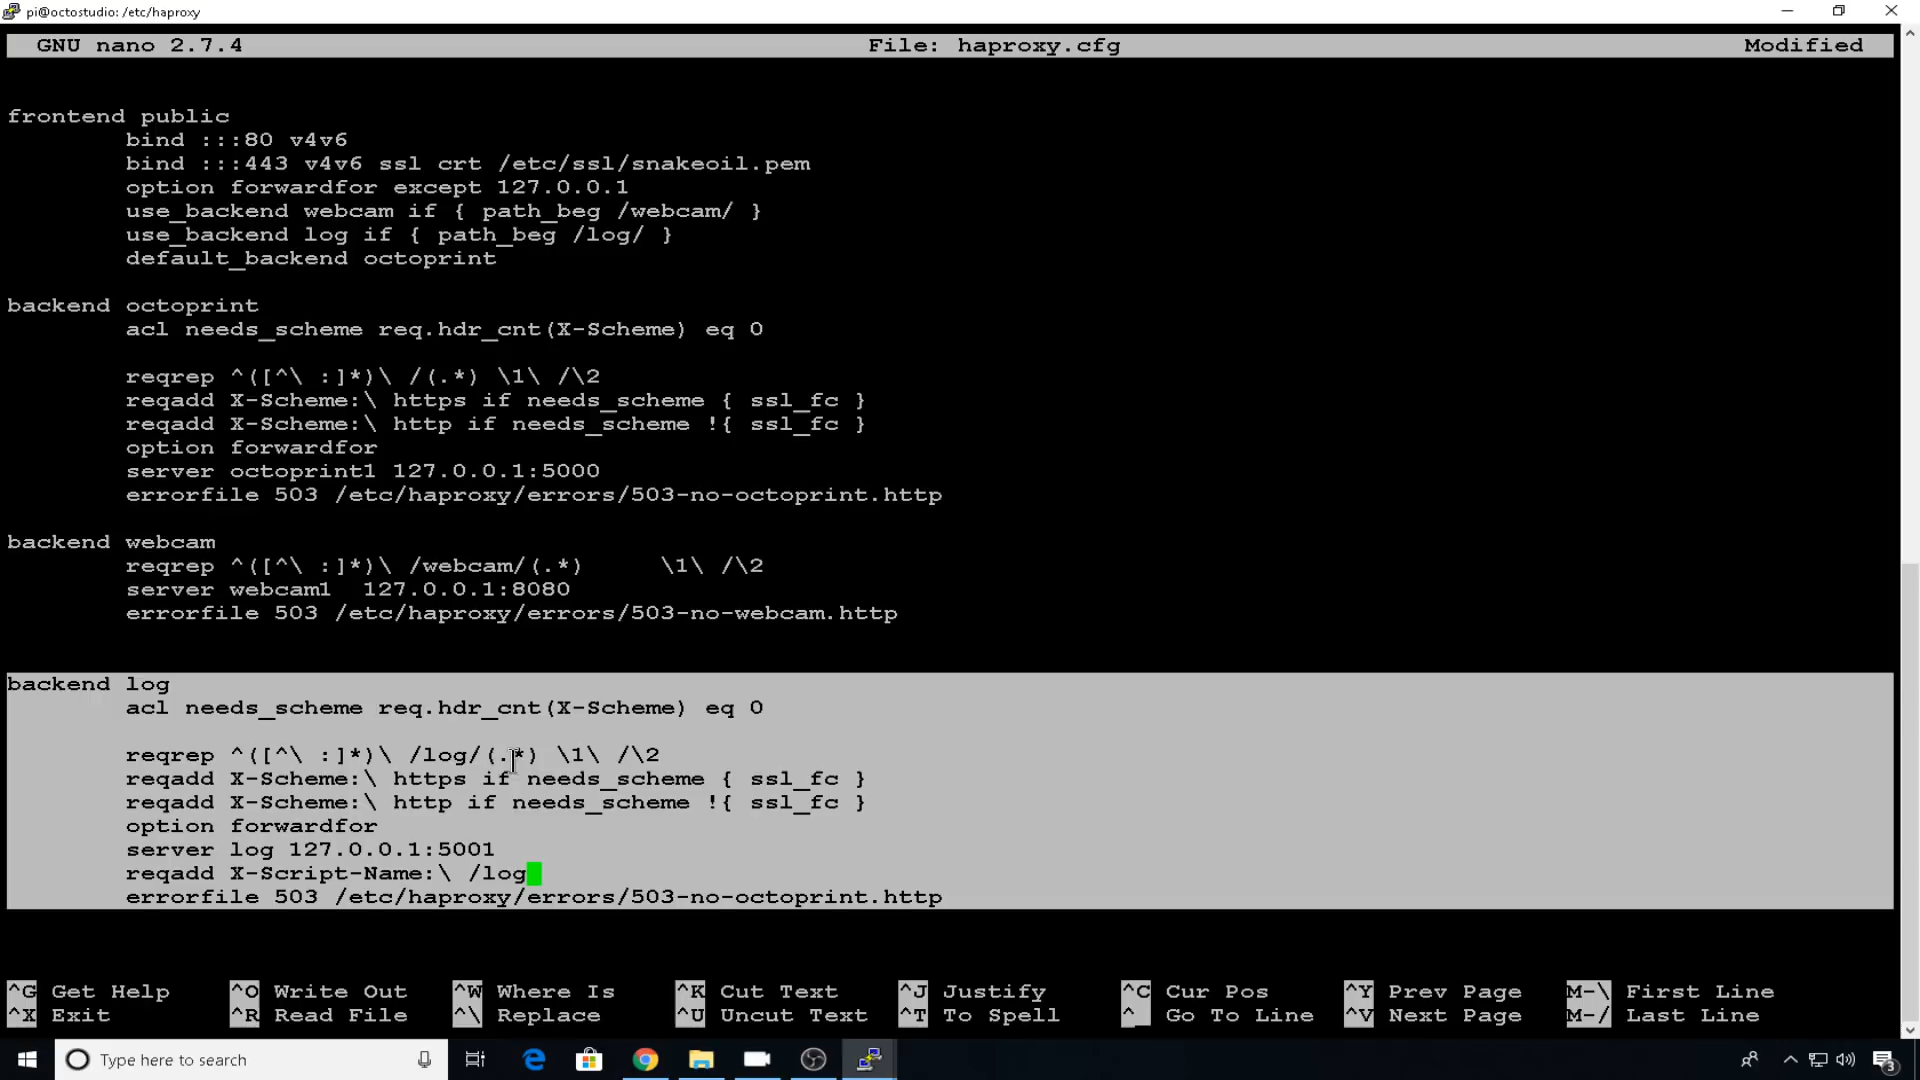 pi@octostudio: /etc/haproxy
GNU nano 2.7.4 File: haproxy.cfg Modified
frontend public
bind :::80 v4v6
bind :::443 v4v6 ssl crt /etc/ssl/snakeoil.pem
option forwardfor except 127.0.0.1
use_backend webcam if { path_beg /webcam/ }
use_backend log if { path_beg /log/ }
default_backend octoprint
backend octoprint
acl needs_scheme req.hdr_cnt(X-Scheme) eq 0
reqrep ^([^\ :]*)\ /(.*) \1\ /\2
reqadd X-Scheme:\ https if needs_scheme { ssl_fc }
reqadd X-Scheme:\ http if needs_scheme !{ ssl_fc }
option forwardfor
server octoprint1 127.0.0.1:5000
errorfile 503 /etc/haproxy/errors/503-no-octoprint.http
backend webcam
reqrep ^([^\ :]*)\ /webcam/(.*) \1\ /\2
server webcam1 127.0.0.1:8080
errorfile 503 /etc/haproxy/errors/503-no-webcam.http
backend log
acl needs_scheme req.hdr_cnt(X-Scheme) eq 0
reqrep ^([^\ :]*)\ /log/(.*) \1\ /\2
reqadd X-Scheme:\ https if needs_scheme { ssl_fc }
reqadd X-Scheme:\ http if needs_scheme !{ ssl_fc }
option forwardfor
server log 127.0.0.1:5001
reqadd X-Script-Name:\ /log
errorfile 503 /etc/haproxy/errors/503-no-octoprint.http
^G Get Help ^O Write Out ^W Where Is ^K Cut Text ^J Justify ^C Cur Pos ^Y Prev Page M-\ First Line
^X Exit ^R Read File ^\ Replace ^U Uncut Text ^T To Spell ^_ Go To Line ^V Next Page M-/ Last Line
Type here to search
3